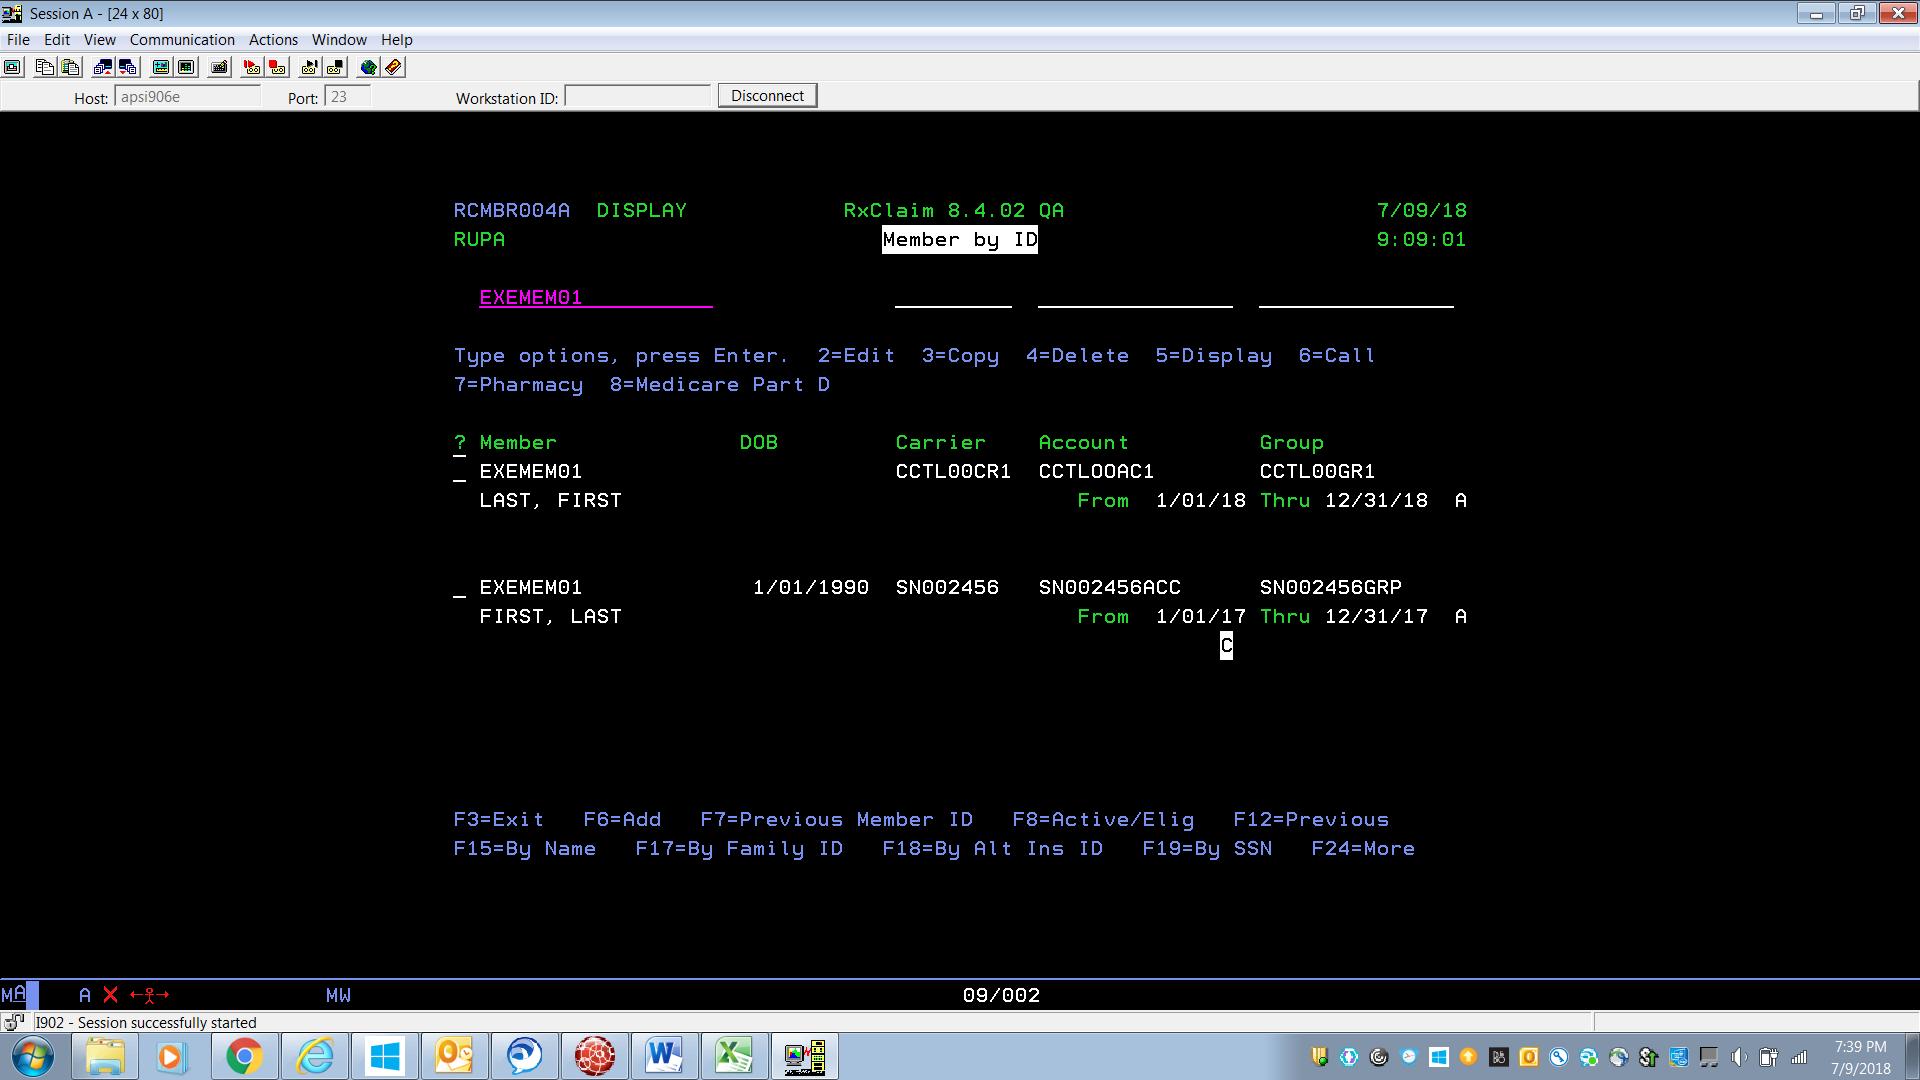 Session A - [24 x 80]
File Edit View Communication Actions Window Help
Host: apsi906e Port: 23 Workstation ID: Disconnect
RCMBR004A DISPLAY RxClaim 8.4.02 QA 7/09/18
RUPA Member by ID 9:09:01
EXEMEM01
Type options, press Enter. 2=Edit 3=Copy 4=Delete 5=Display 6=Call
7=Pharmacy 8=Medicare Part D
? Member DOB Carrier Account Group
EXEMEM01 CCTL00CR1 CCTL00AC1 CCTL00GR1
LAST, FIRST From 1/01/18 Thru 12/31/18 A
EXEMEM01 1/01/1990 SN002456 SN002456ACC SN002456GRP
FIRST, LAST From 1/01/17 Thru 12/31/17 A
C
F3=Exit F6=Add F7=Previous Member ID F8=Active/Elig F12=Previous
F15=By Name F17=By Family ID F18=By Alt Ins ID F19=By SSN F24=More
MA A MW 09/002
I902 - Session successfully started
7:39 PM
7/9/2018